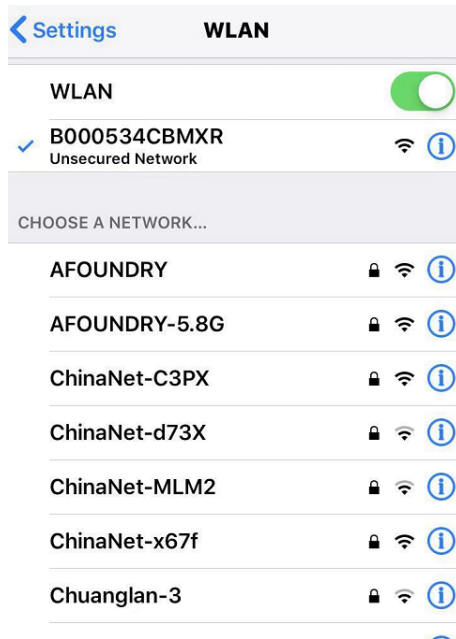 Settings WLAN
WLAN
B000534CBMXR
Unsecured Network
CHOOSE A NETWORK...
AFOUNDRY
AFOUNDRY-5.8G
ChinaNet-C3PX
ChinaNet-d73X
ChinaNet-MLM2
ChinaNet-x67f
Chuanglan-3